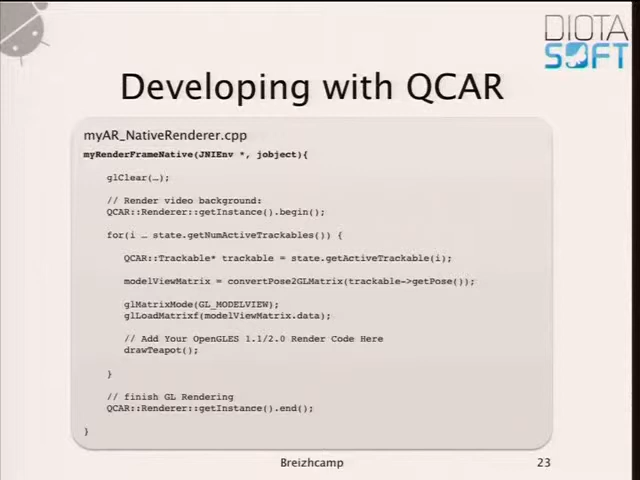 DIOTA
SOFT
Developing with QCAR
myAR_NativeRenderer.cpp
myRenderFrameNative(JNIEnv *, jobject){
glClear(…);
// Render video background:
QCAR::Renderer::getInstance().begin();
for(i … state.getNumActiveTrackables()) {
QCAR::Trackable* trackable = state.getActiveTrackable(i);
modelViewMatrix = convertPose2GLMatrix(trackable->getPose());
glMatrixMode(GL_MODELVIEW);
glLoadMatrixf(modelViewMatrix.data);
// Add Your OpenGLES 1.1/2.0 Render Code Here
drawTeapot();
}
// finish GL Rendering
QCAR::Renderer::getInstance().end();
}
Breizhcamp
23